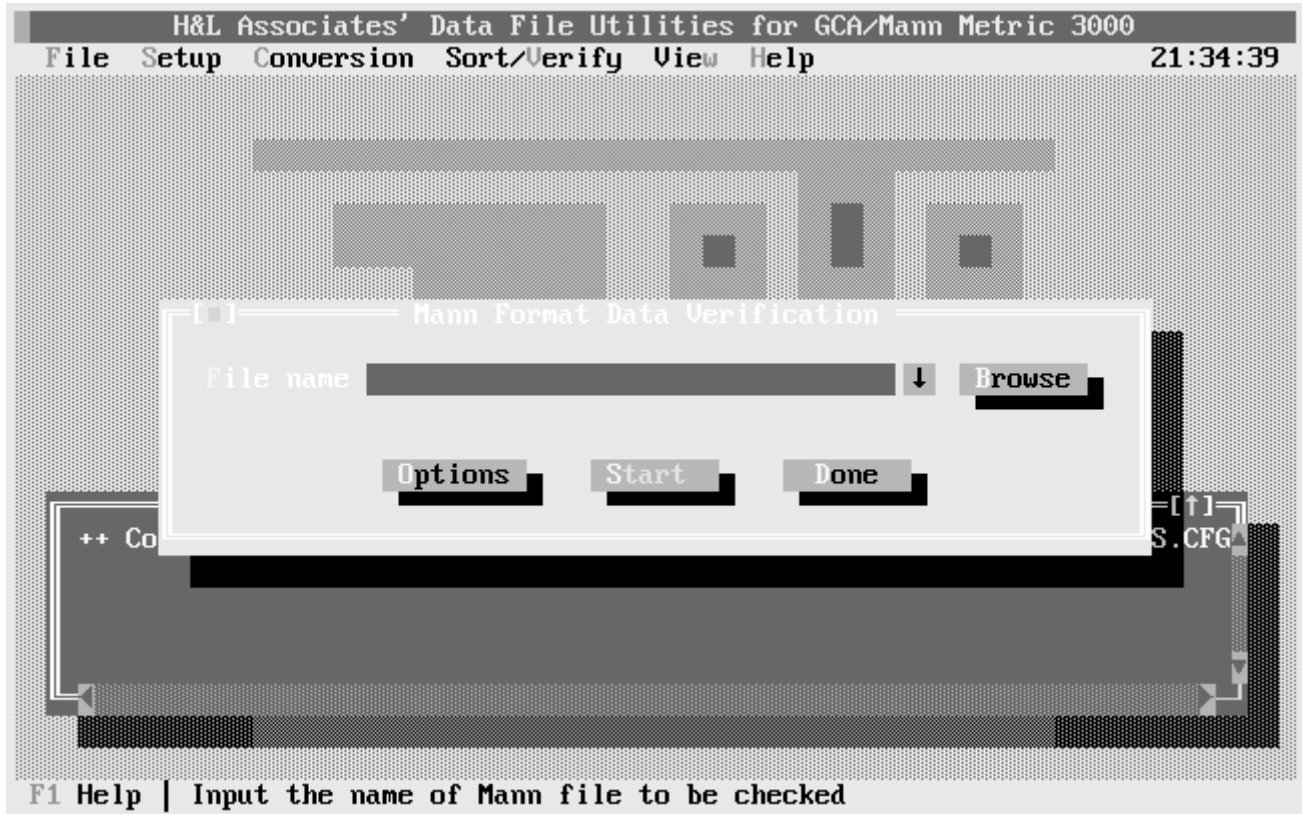 H&L Associates' Data File Utilities for GCA/Mann Metric 3000
File Setup Conversion Sort/Verify View Help 21:34:39
[■] Mann Format Data Verification
File name ↓ Browse
Options Start Done
[↑]
++ Co S.CFG
F1 Help | Input the name of Mann file to be checked